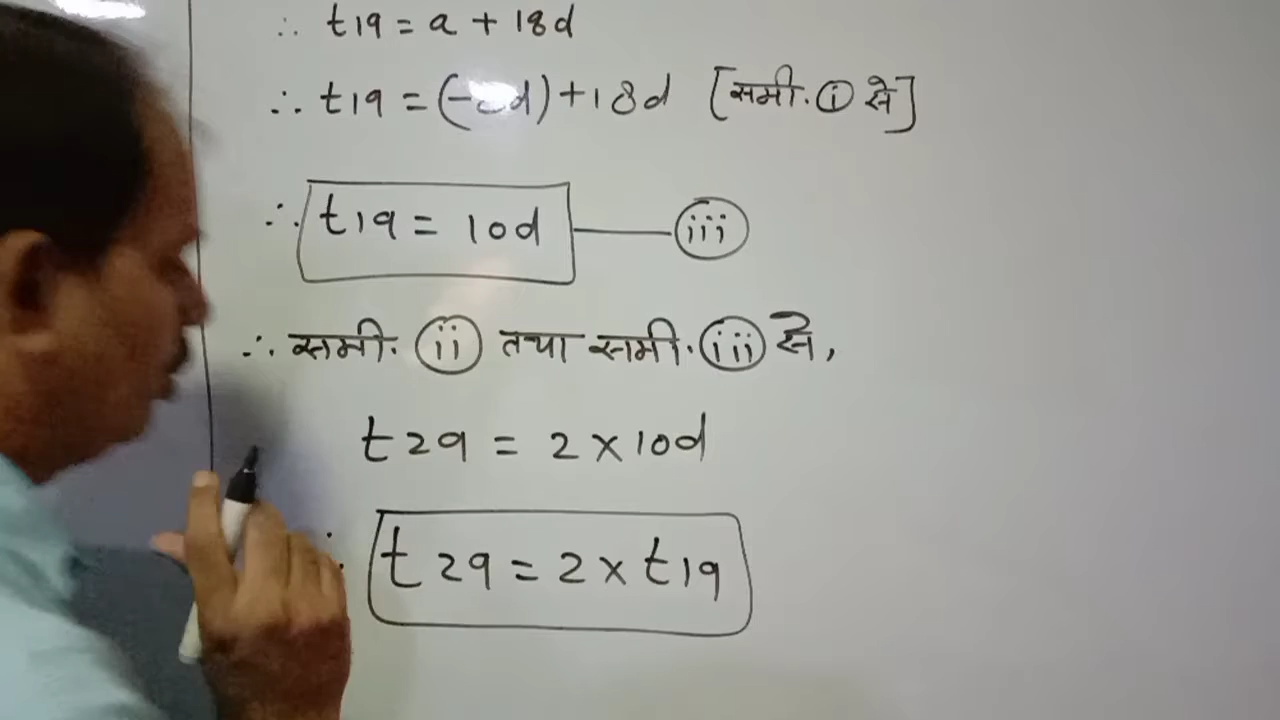 ∴ t19 = a + 18d
∴ t19 = (-8d) + 18d [समी. (i) से]
∴ t19 = 10d — (iii)
∴ समी. (ii) तथा समी. (iii) से,
t29 = 2 × 10d
∴ t29 = 2 × t19